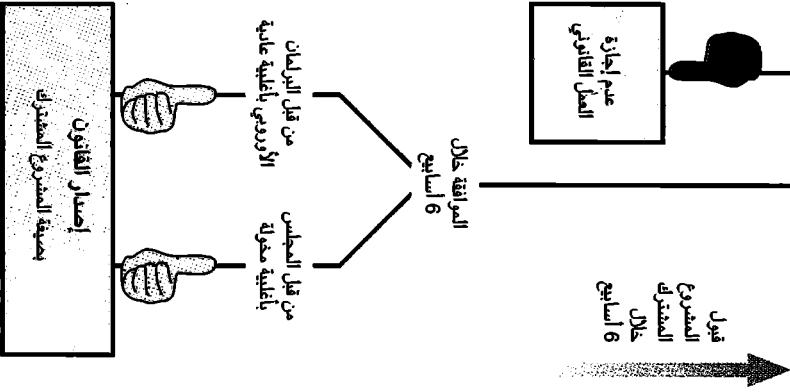 عدم إجازة
العمل القانوني
قبول
المشروع
المشترك
خلال
6 أسابيع
الموافقة خلال
6 أسابيع
من قبل البرلمان
الأوروبي بأغلبية عادية
من قبل المجلس
بأغلبية مخولة
إصدار القانون
بصيغة المشروع المشترك